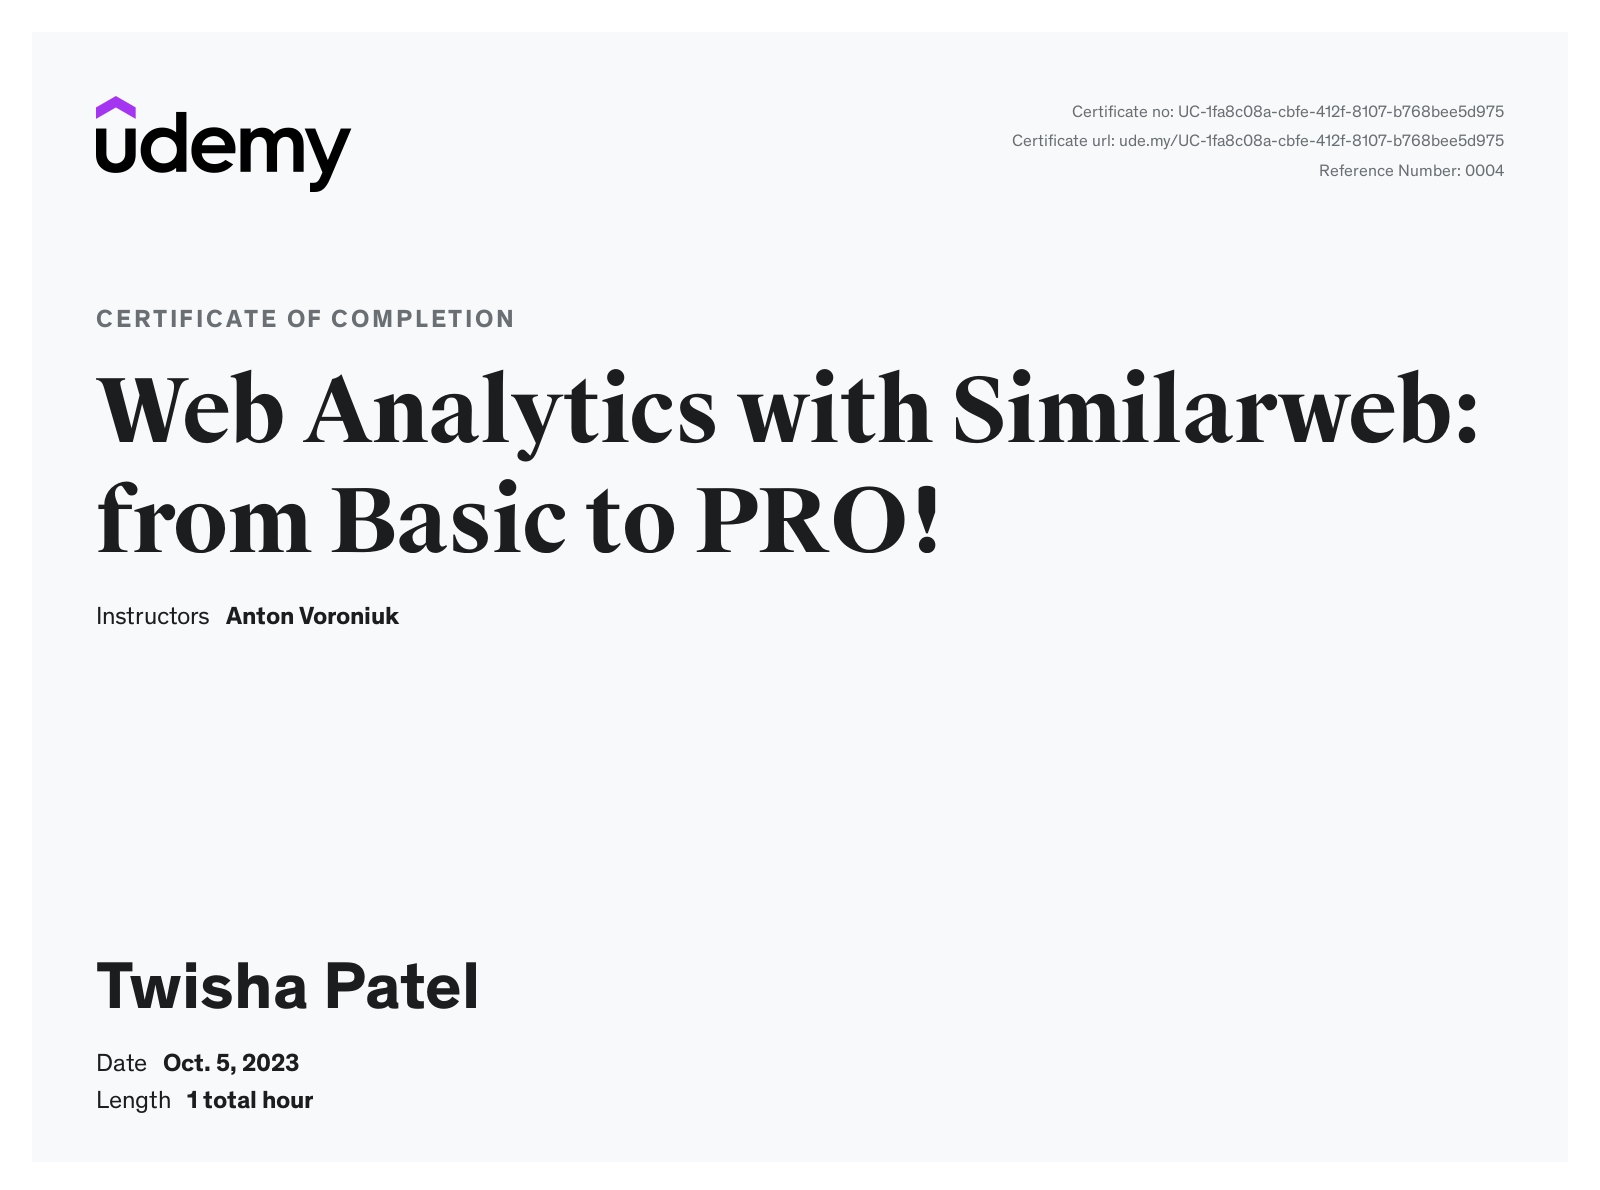 udemy
Certificate no: UC-1fa8c08a-cbfe-412f-8107-b768bee5d975
Certificate url: ude.my/UC-1fa8c08a-cbfe-412f-8107-b768bee5d975
Reference Number: 0004
CERTIFICATE OF COMPLETION
Web Analytics with Similarweb:
from Basic to PRO!
Instructors Anton Voroniuk
Twisha Patel
Date Oct. 5, 2023
Length 1 total hour